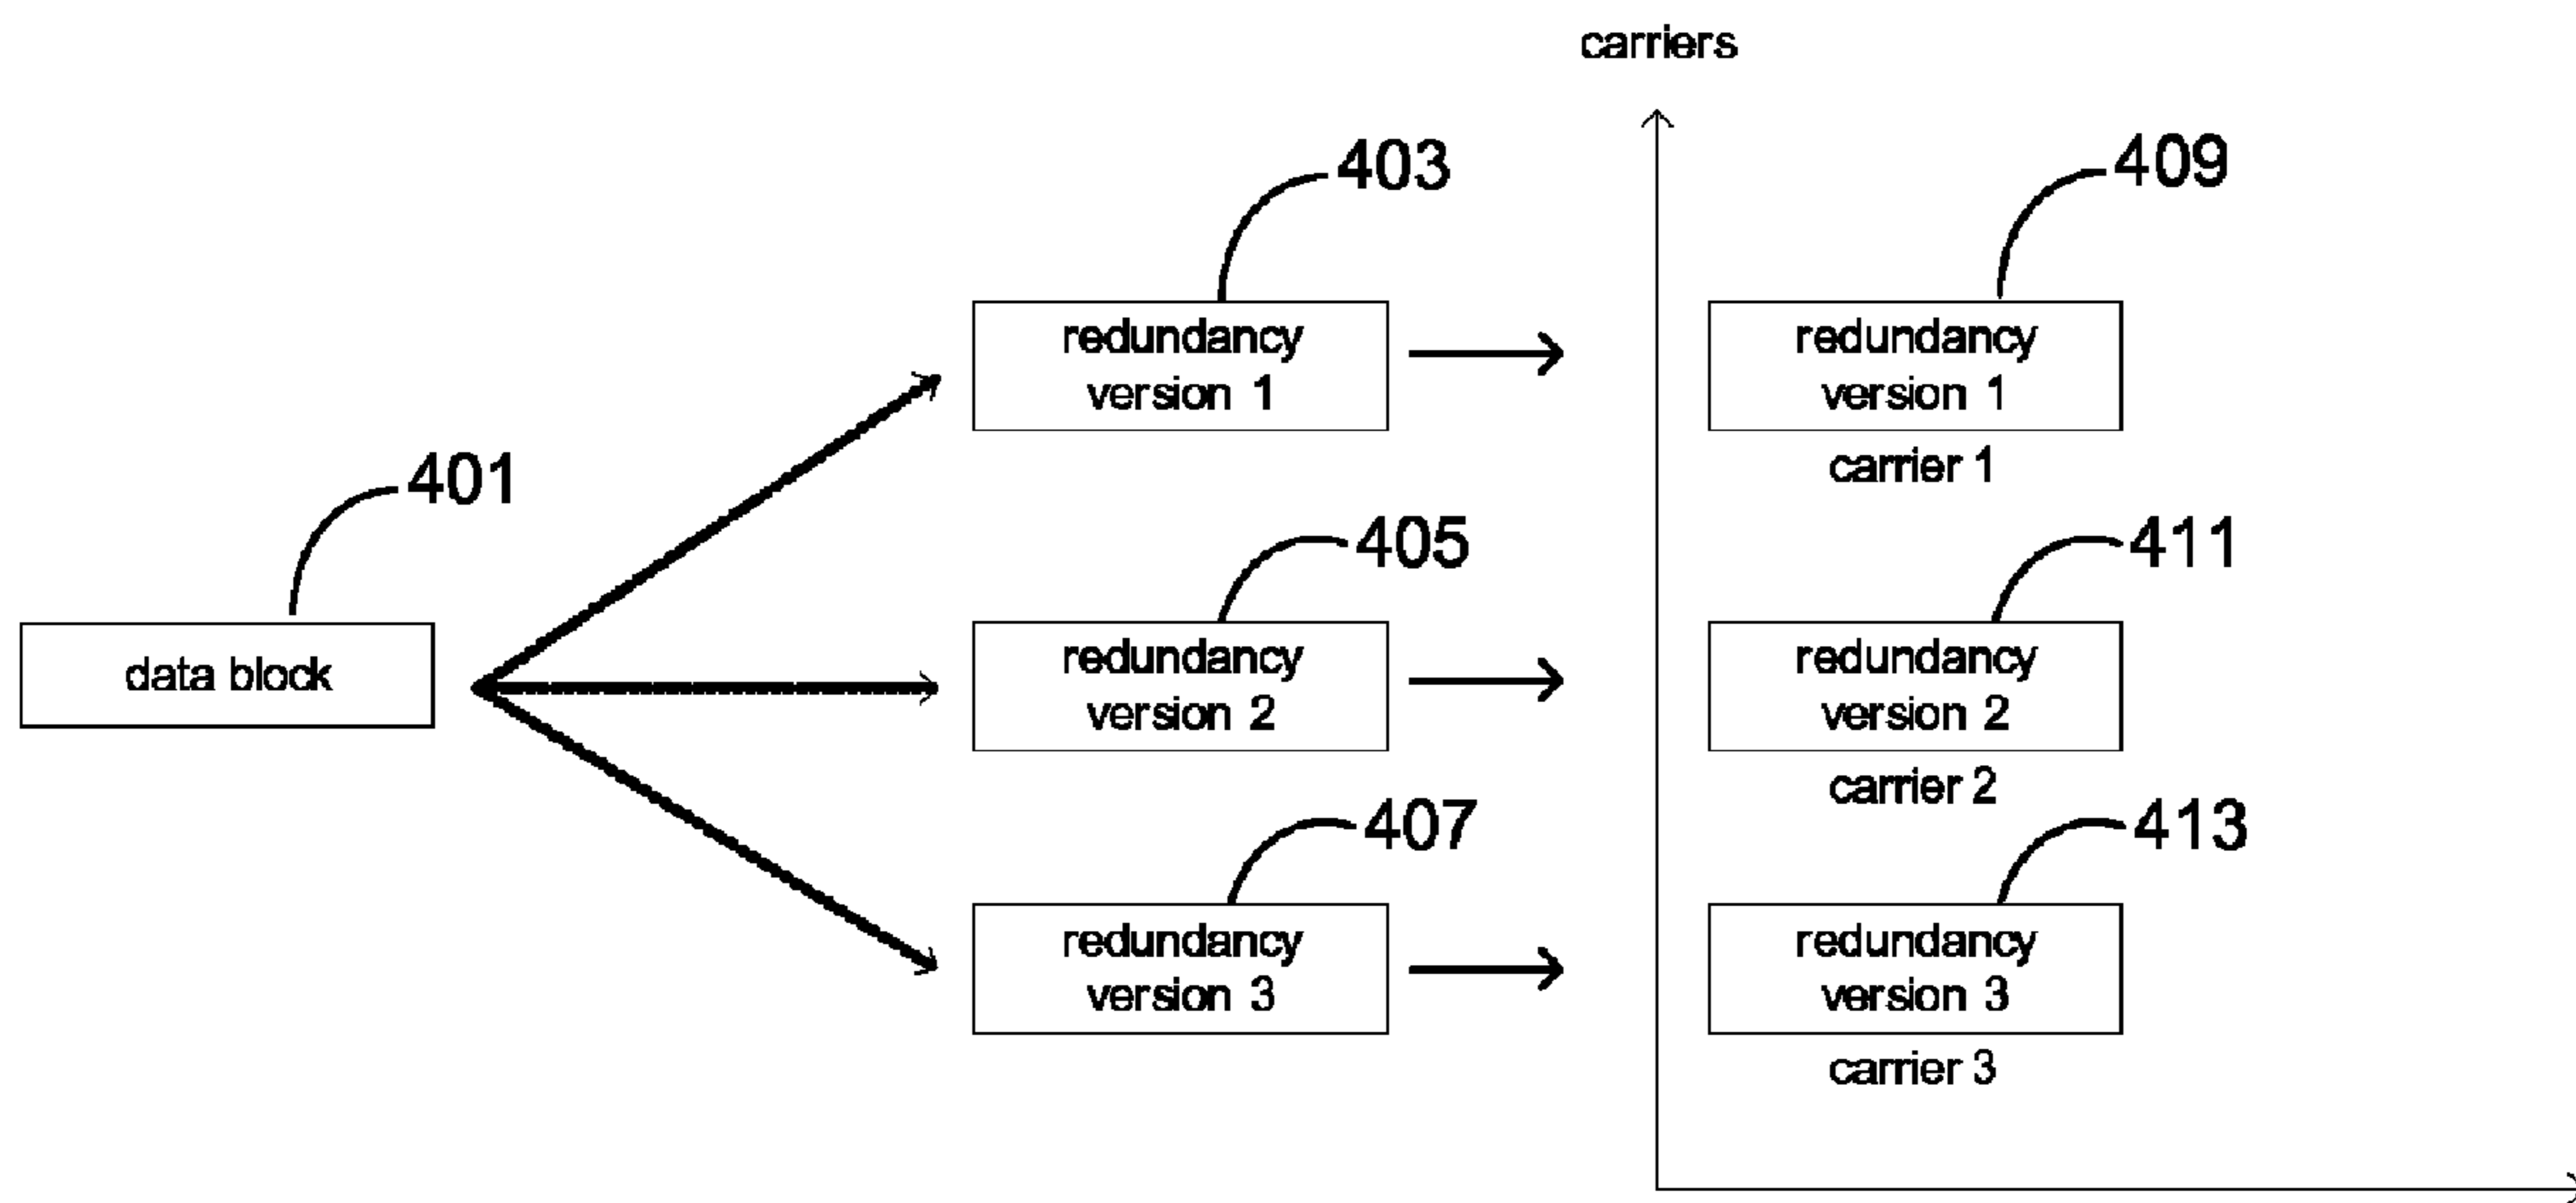 carriers
403
409
redundancy
version 1
redundancy
version 1
carrier 1
401
405
411
data block
redundancy
version 2
redundancy
version 2
carrier 2
407
413
redundancy
version 3
redundancy
version 3
carrier 3